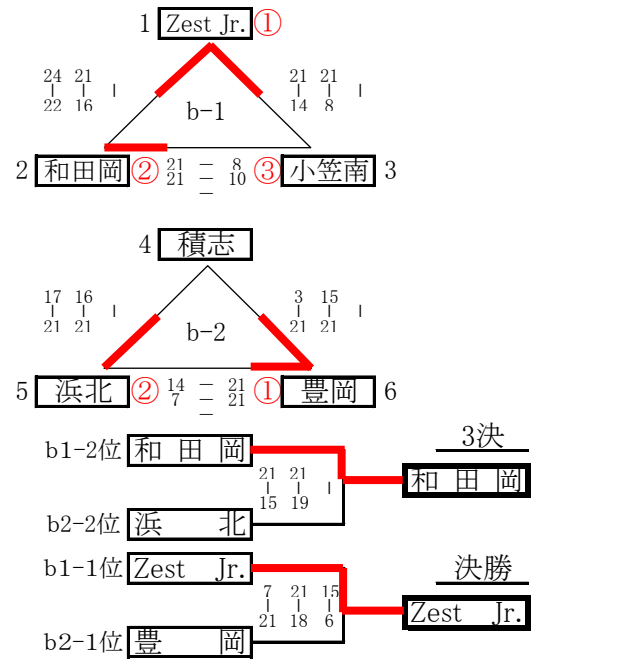 1 Zest Jr. ①
24 21 21 21
| | | | | |
22 16 14 8
b-1
2 和田岡 ② 21 - 8 ③ 小笠南 3
21 - 10
-
4 積志
17 16 3 15
| | | | | |
21 21 21 21
b-2
5 浜北 ② 14 - 21 ① 豊岡 6
7 - 21
-
3決
b1-2位 和田岡
21 21
| | |
15 19
和田岡
b2-2位 浜北
決勝
b1-1位 Zest Jr.
7 21 15
| | |
21 18 6
Zest Jr.
b2-1位 豊岡